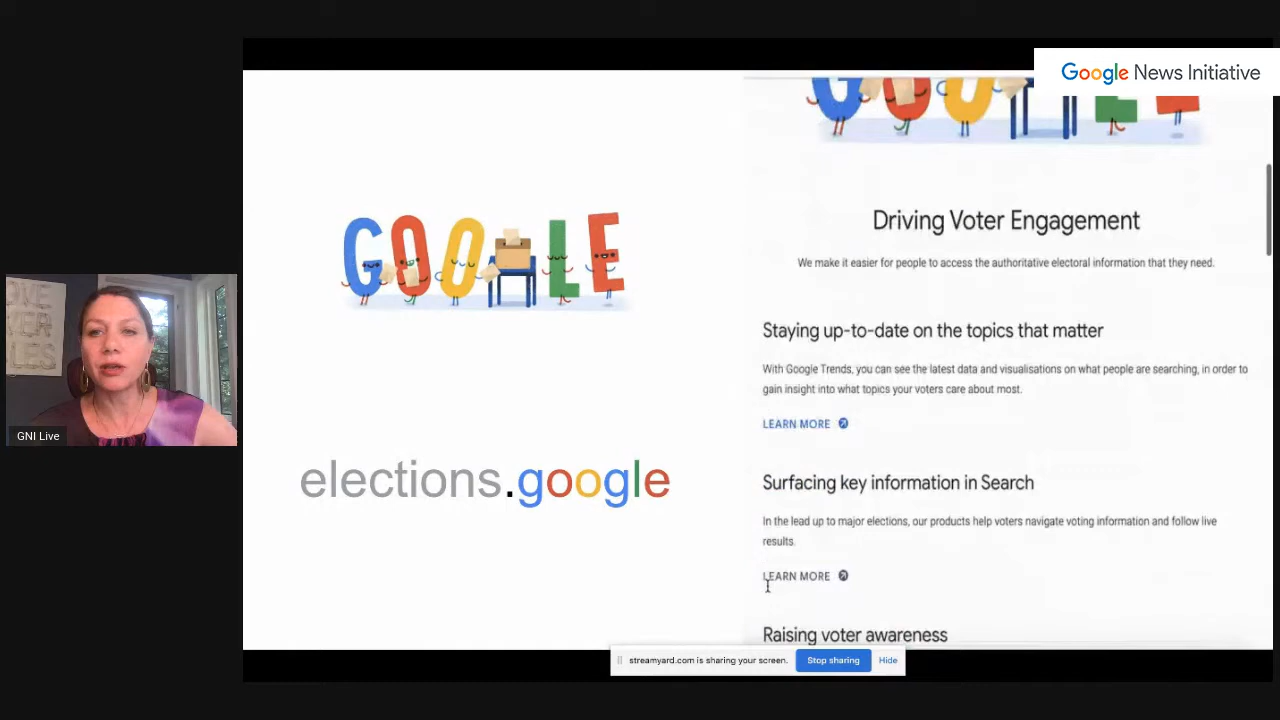 Google News Initiative
GOOGLE
Driving Voter Engagement
We make it easier for people to access the authoritative electoral information that they need.
Staying up-to-date on the topics that matter
With Google Trends, you can see the latest data and visualisations on what people are searching, in order to
gain insight into what topics your voters care about most.
LEARN MORE
Surfacing key information in Search
In the lead up to major elections, our products help voters navigate voting information and follow live
results.
LEARN MORE
Raising voter awareness
GOO LE
elections.google
GNI Live
streamyard.com is sharing your screen.
Stop sharing
Hide